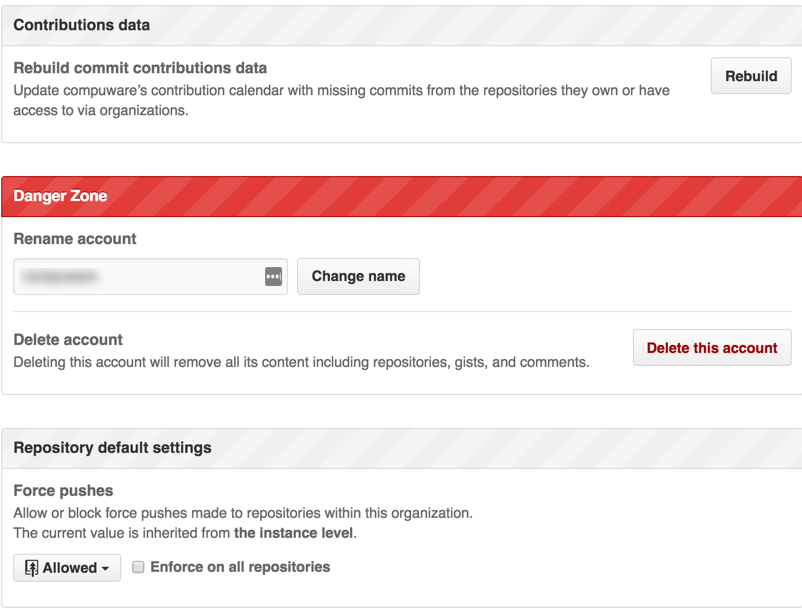 Contributions data
Rebuild commit contributions data
Rebuild
Update compuware's contribution calendar with missing commits from the repositories they own or have
access to via organizations.
Danger Zone
Rename account
Change name
Delete account
Delete this account
Deleting this account will remove all its content including repositories, gists, and comments.
Repository default settings
Force pushes
Allow or block force pushes made to repositories within this organization.
The current value is inherited from the instance level.
Allowed
Enforce on all repositories